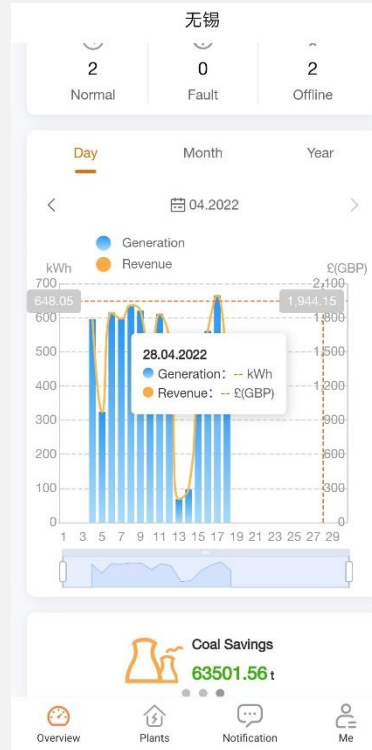 无锡
2
0
2
Normal
Fault
Offline
Day
Month
Year
04.2022
Generation
Revenue
kWh
£(GBP)
700
2,100
648.05
1,944.15
600
1,800
28.04.2022
500
1,500
Generation： -- kWh
400
1,200
Revenue： -- £(GBP)
300
900
200
600
100
300
0
0
1 3 5 7 9 11 13 15 17 19 21 23 25 27 29
Coal Savings
63501.56 t
Overview
Plants
Notification
Me